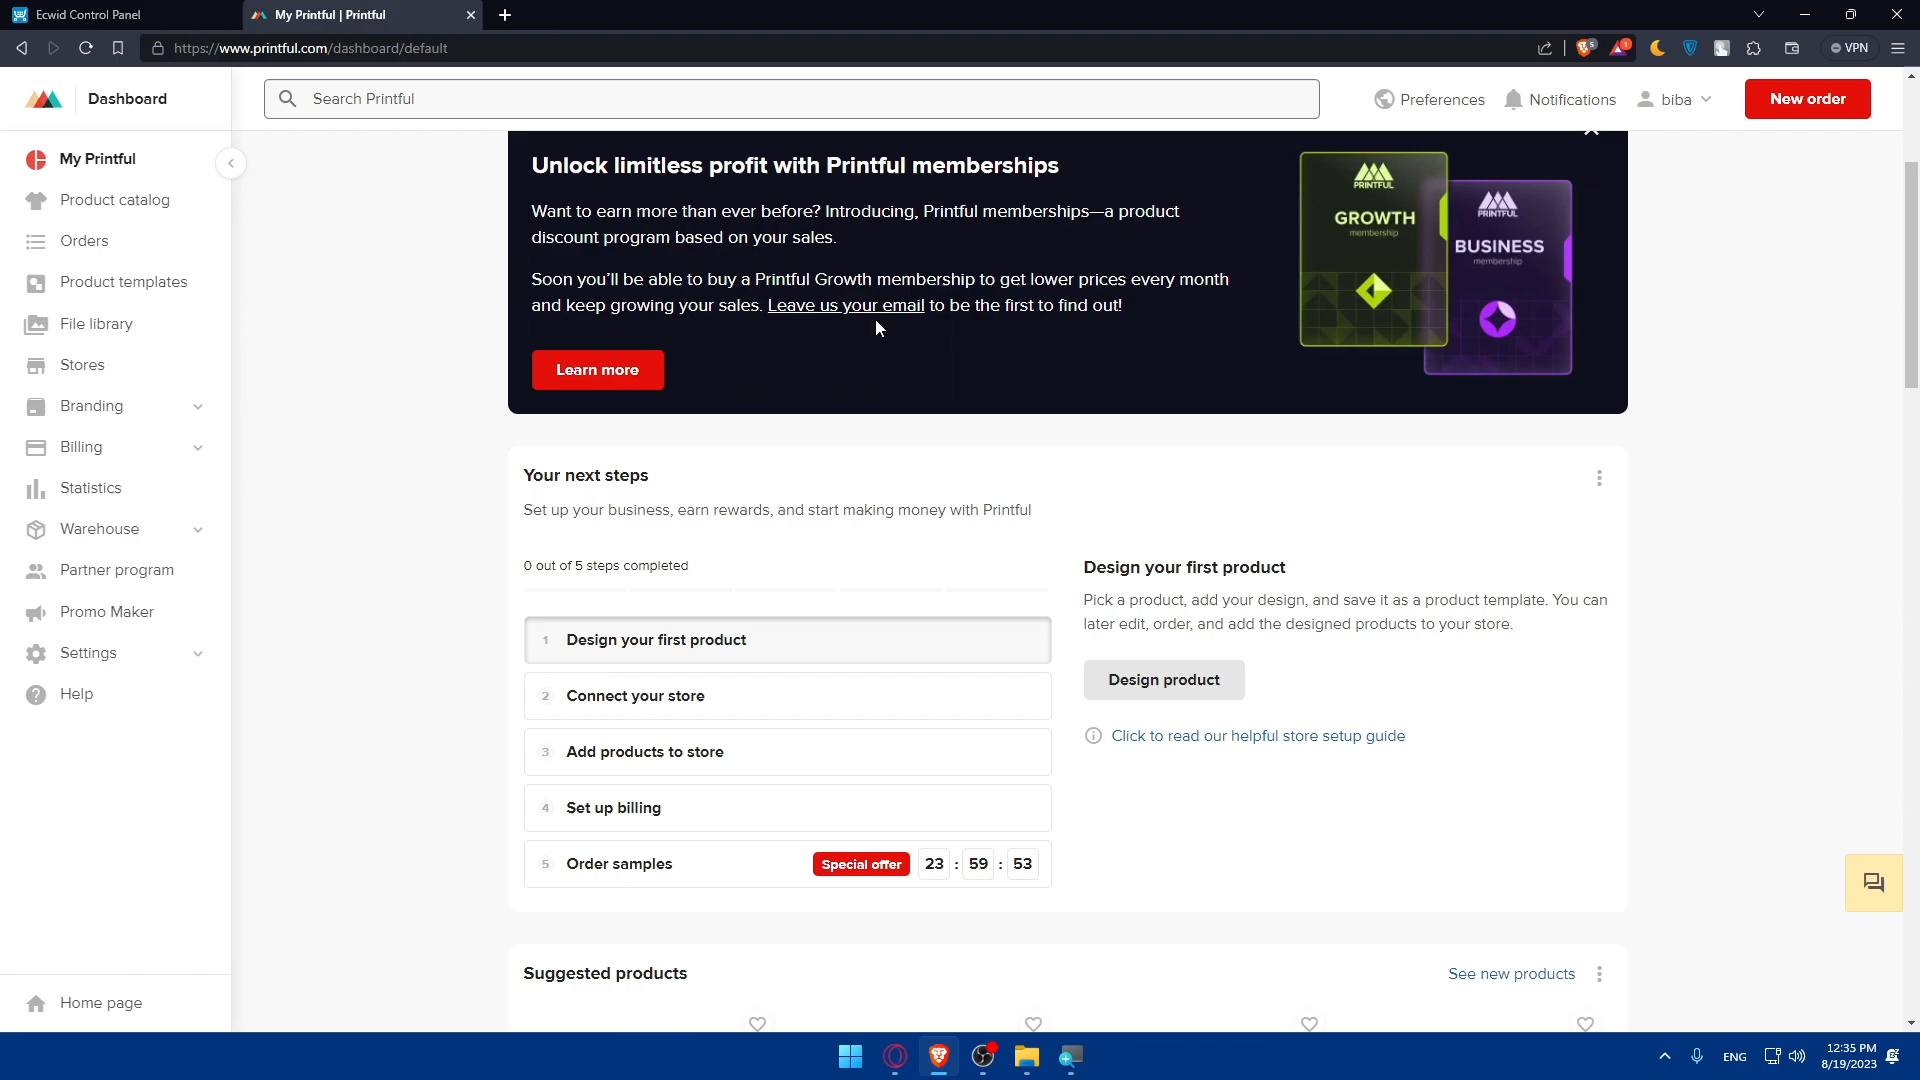 Ecwid Control Panel
My Printful | Printful
https://www.printful.com/dashboard/default
5
1
VPN
Dashboard
Search Printful
Preferences
Notifications
biba
New order
My Printful
Product catalog
Orders
Product templates
File library
Stores
Branding
Billing
Statistics
Warehouse
Partner program
Promo Maker
Settings
Help
Home page
Unlock limitless profit with Printful memberships
Want to earn more than ever before? Introducing, Printful memberships—a product
discount program based on your sales.
Soon you'll be able to buy a Printful Growth membership to get lower prices every month
and keep growing your sales. Leave us your email to be the first to find out!
Learn more
PRINTFUL
GROWTH
membership
PRINTFUL
BUSINESS
membership
Your next steps
Set up your business, earn rewards, and start making money with Printful
0 out of 5 steps completed
1 Design your first product
2 Connect your store
3 Add products to store
4 Set up billing
5 Order samples Special offer 23 : 59 : 53
Design your first product
Pick a product, add your design, and save it as a product template. You can
later edit, order, and add the designed products to your store.
Design product
Click to read our helpful store setup guide
Suggested products
See new products
ENG
12:35 PM
8/19/2023